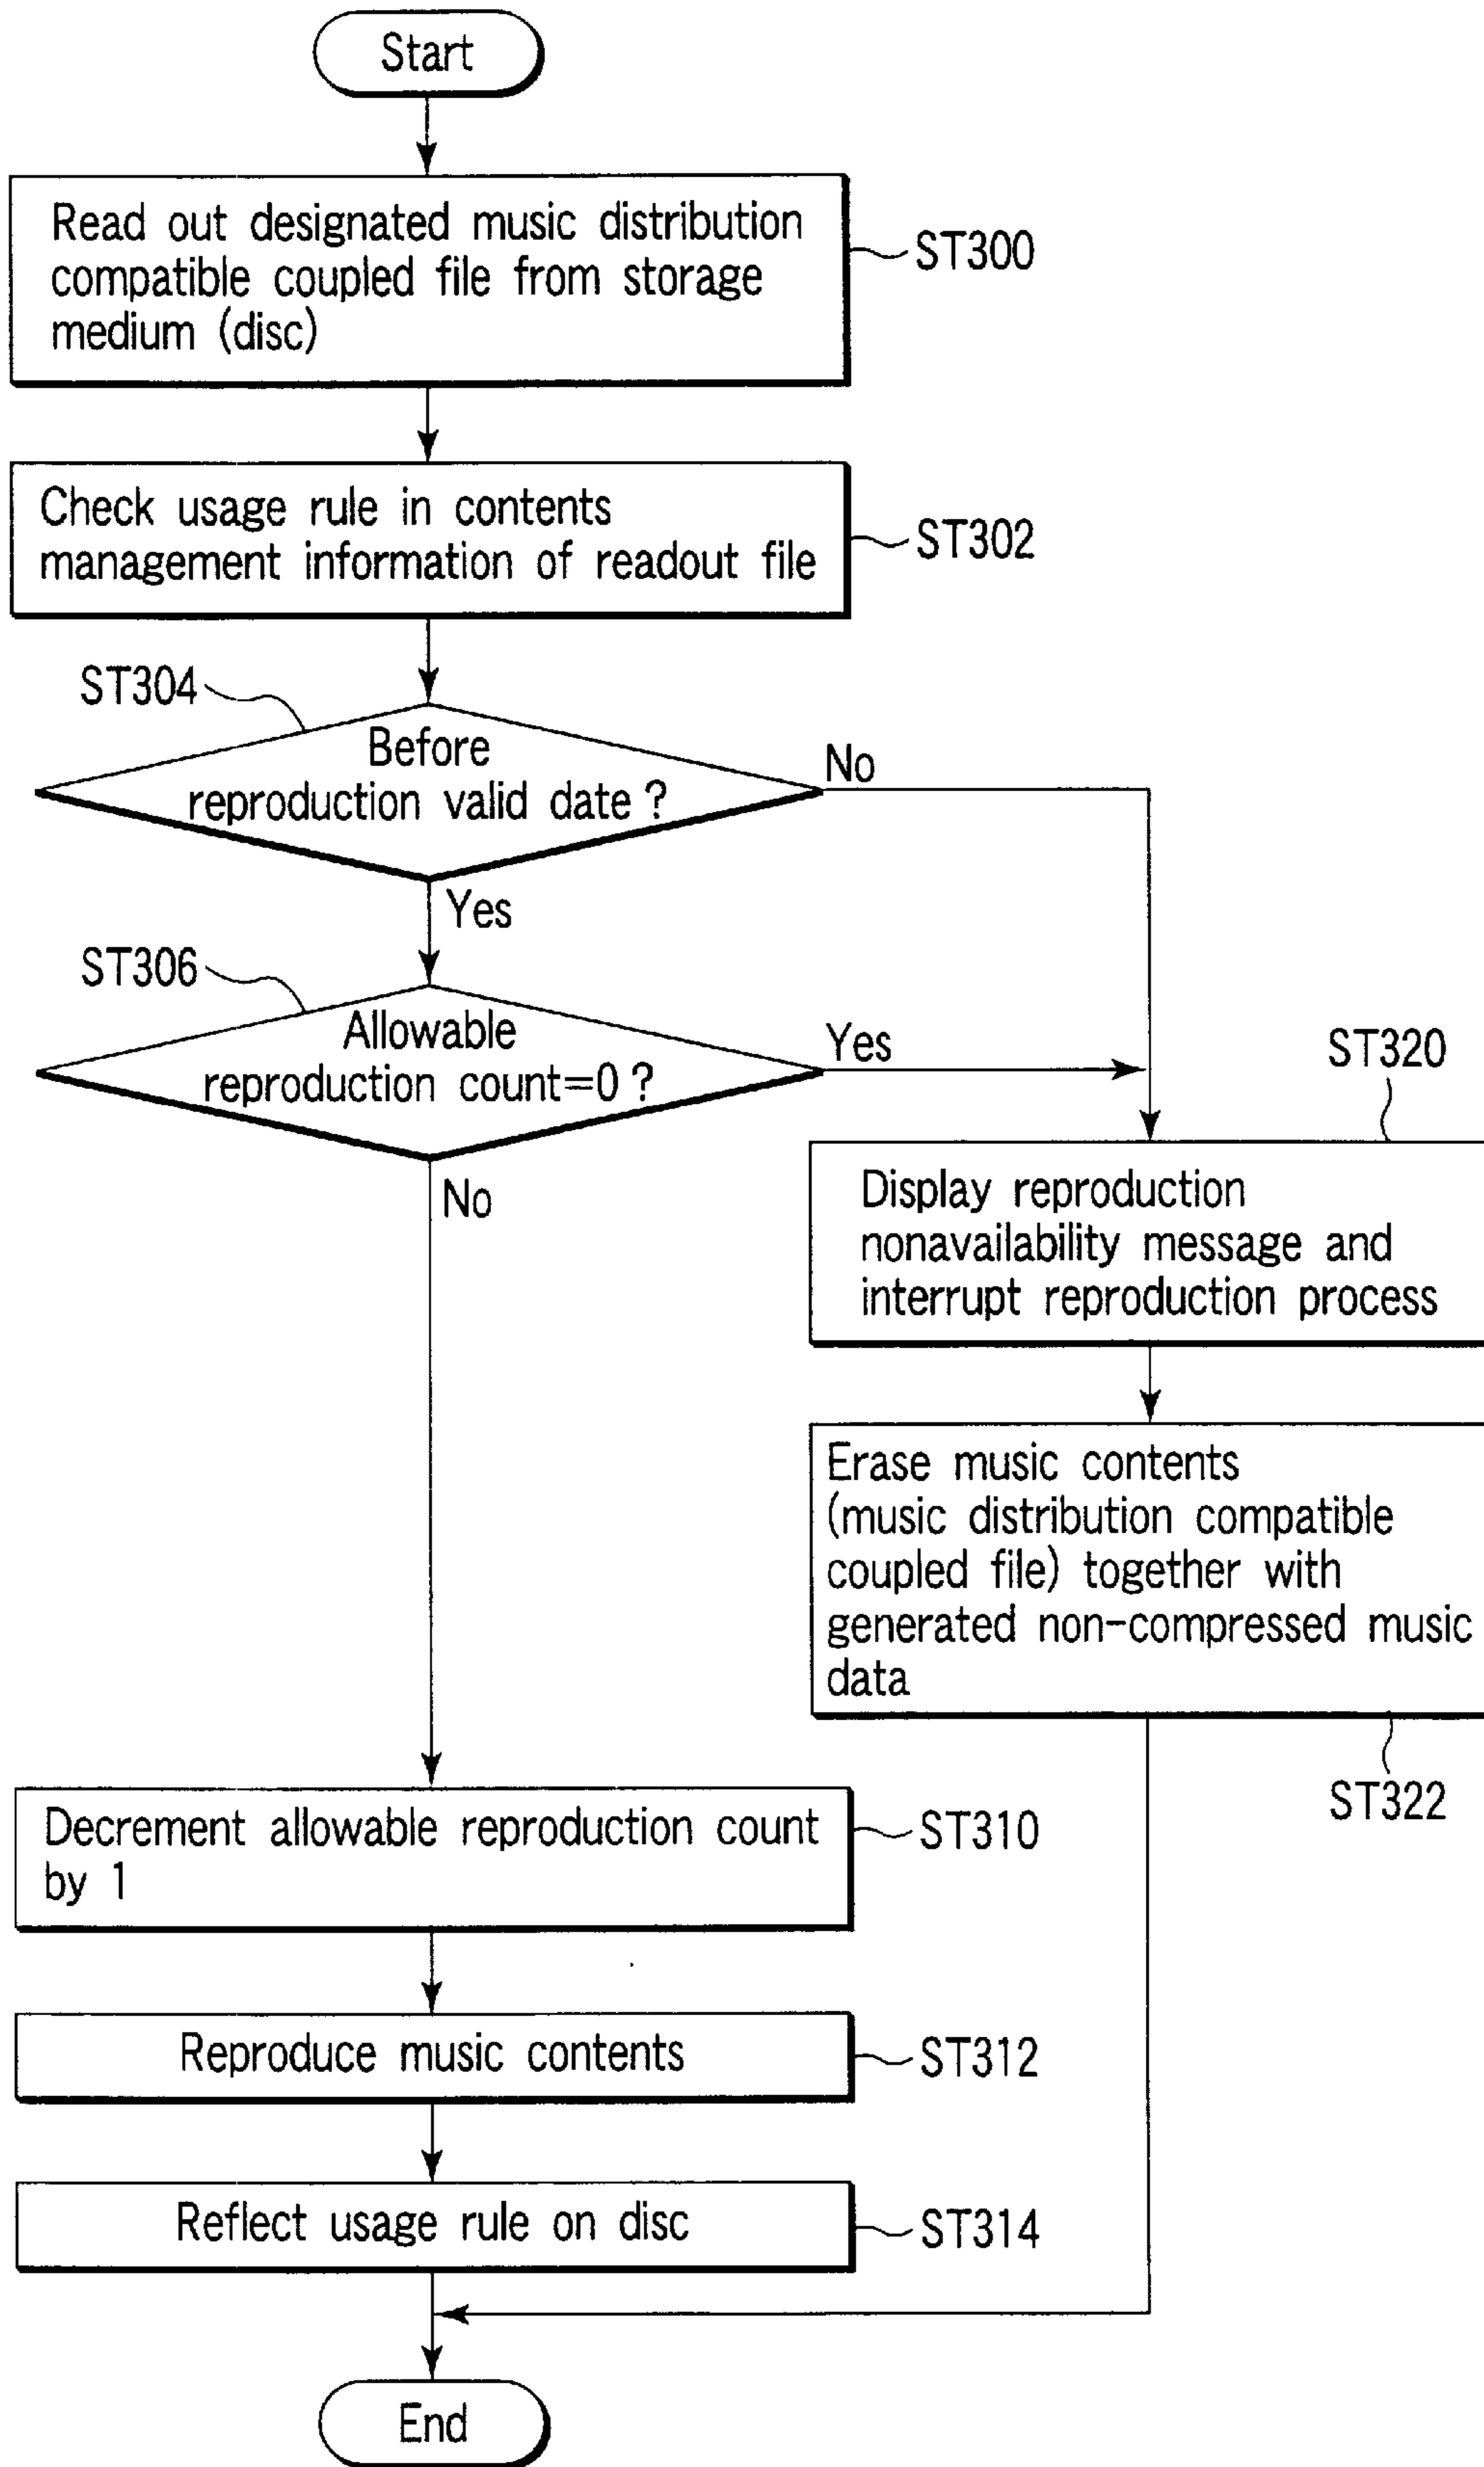 Start
Read out designated music distribution
compatible coupled file from storage
medium (disc)
ST300
Check usage rule in contents
management information of readout file
ST302
ST304
Before
reproduction valid date ?
No
Yes
ST306
Allowable
reproduction count=0 ?
Yes
No
ST320
Display reproduction
nonavailability message and
interrupt reproduction process
Erase music contents
(music distribution compatible
coupled file) together with
generated non-compressed music
data
ST322
Decrement allowable reproduction count
by 1
ST310
Reproduce music contents
ST312
Reflect usage rule on disc
ST314
End